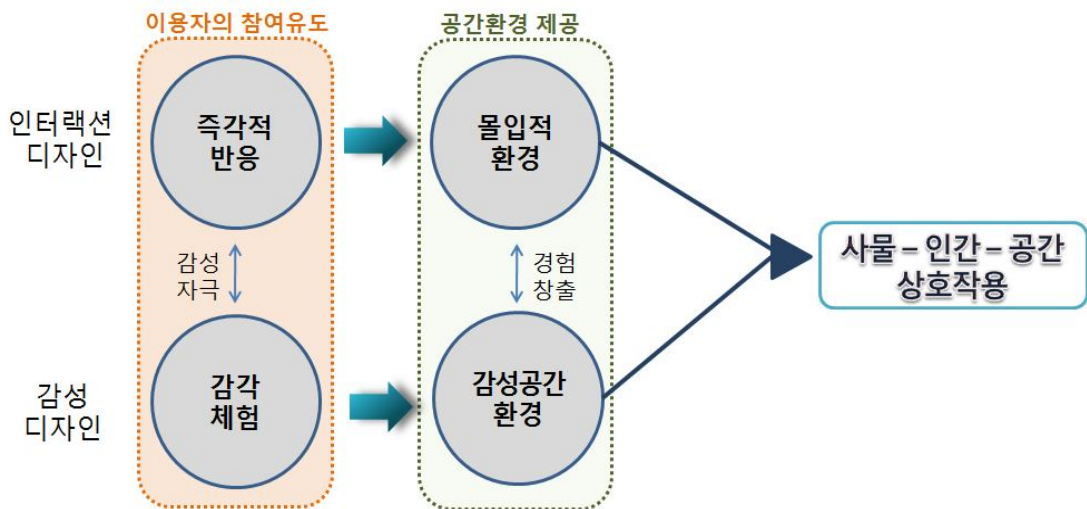 이용자의 참여유도
공간환경 제공
인터랙션
디자인
즉각적
반응
몰입적
환경
감성
자극
경험
창출
사물 – 인간 – 공간
상호작용
감성
디자인
감각
체험
감성공간
환경